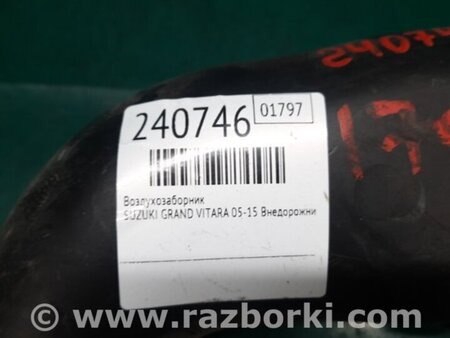 240746 01797
Воздухозаборник
SUZUKI GRAND VITARA 05-15 Внедорожни
© www.razborki.com